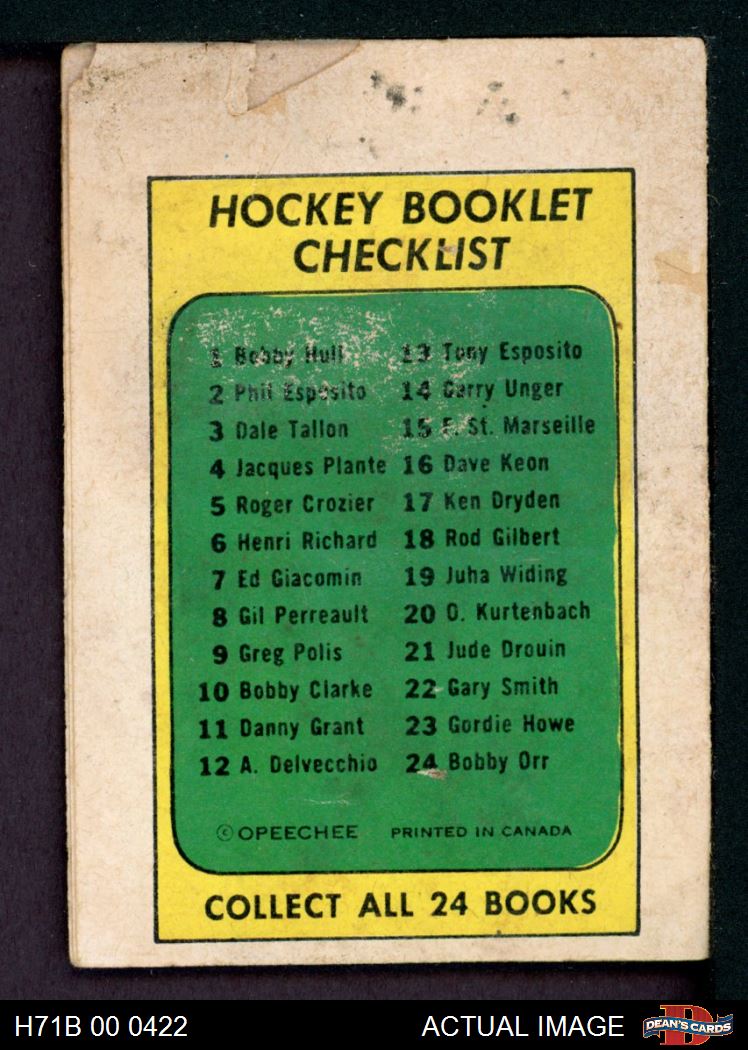 HOCKEY BOOKLET
CHECKLIST
1 Bobby Hull
2 Phil Esposito
3 Dale Tallon
4 Jacques Plante
5 Roger Crozier
6 Henri Richard
7 Ed Giacomin
8 Gil Perreault
9 Greg Polis
10 Bobby Clarke
11 Danny Grant
12 A. Delvecchio
13 Tony Esposito
14 Garry Unger
15 F. St. Marseille
16 Dave Keon
17 Ken Dryden
18 Rod Gilbert
19 Juha Widing
20 O. Kurtenbach
21 Jude Drouin
22 Gary Smith
23 Gordie Howe
24 Bobby Orr
© OPEECHEE PRINTED IN CANADA
COLLECT ALL 24 BOOKS
H71B 00 0422 ACTUAL IMAGE
D
DEAN'S CARDS